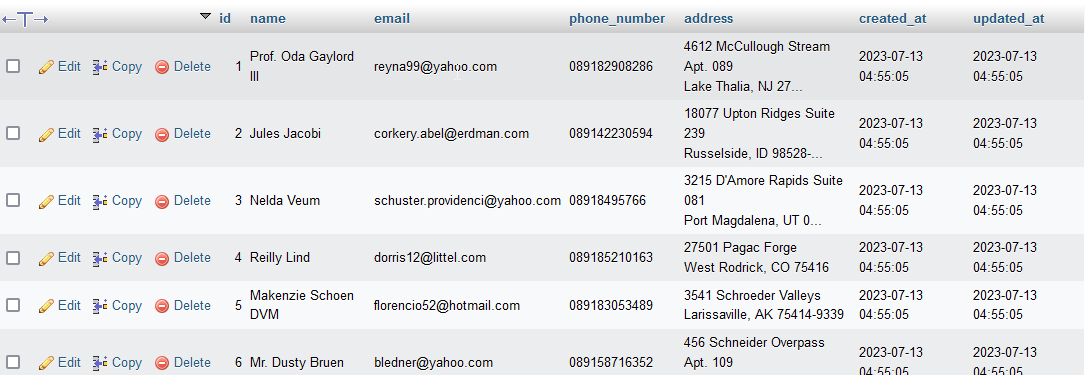 id name email phone_number address created_at updated_at
Edit Copy Delete 1 Prof. Oda Gaylord III reyna99@yahoo.com 089182908286 4612 McCullough Stream Apt. 089 Lake Thalia, NJ 27... 2023-07-13 04:55:05 2023-07-13 04:55:05
Edit Copy Delete 2 Jules Jacobi corkery.abel@erdman.com 089142230594 18077 Upton Ridges Suite 239 Russelside, ID 98528-... 2023-07-13 04:55:05 2023-07-13 04:55:05
Edit Copy Delete 3 Nelda Veum schuster.providenci@yahoo.com 08918495766 3215 D'Amore Rapids Suite 081 Port Magdalena, UT 0... 2023-07-13 04:55:05 2023-07-13 04:55:05
Edit Copy Delete 4 Reilly Lind dorris12@littel.com 089185210163 27501 Pagac Forge West Rodrick, CO 75416 2023-07-13 04:55:05 2023-07-13 04:55:05
Edit Copy Delete 5 Makenzie Schoen DVM florencio52@hotmail.com 089183053489 3541 Schroeder Valleys Larissaville, AK 75414-9339 2023-07-13 04:55:05 2023-07-13 04:55:05
Edit Copy Delete 6 Mr. Dusty Bruen bledner@yahoo.com 089158716352 456 Schneider Overpass Apt. 109 2023-07-13 04:55:05 2023-07-13 04:55:05